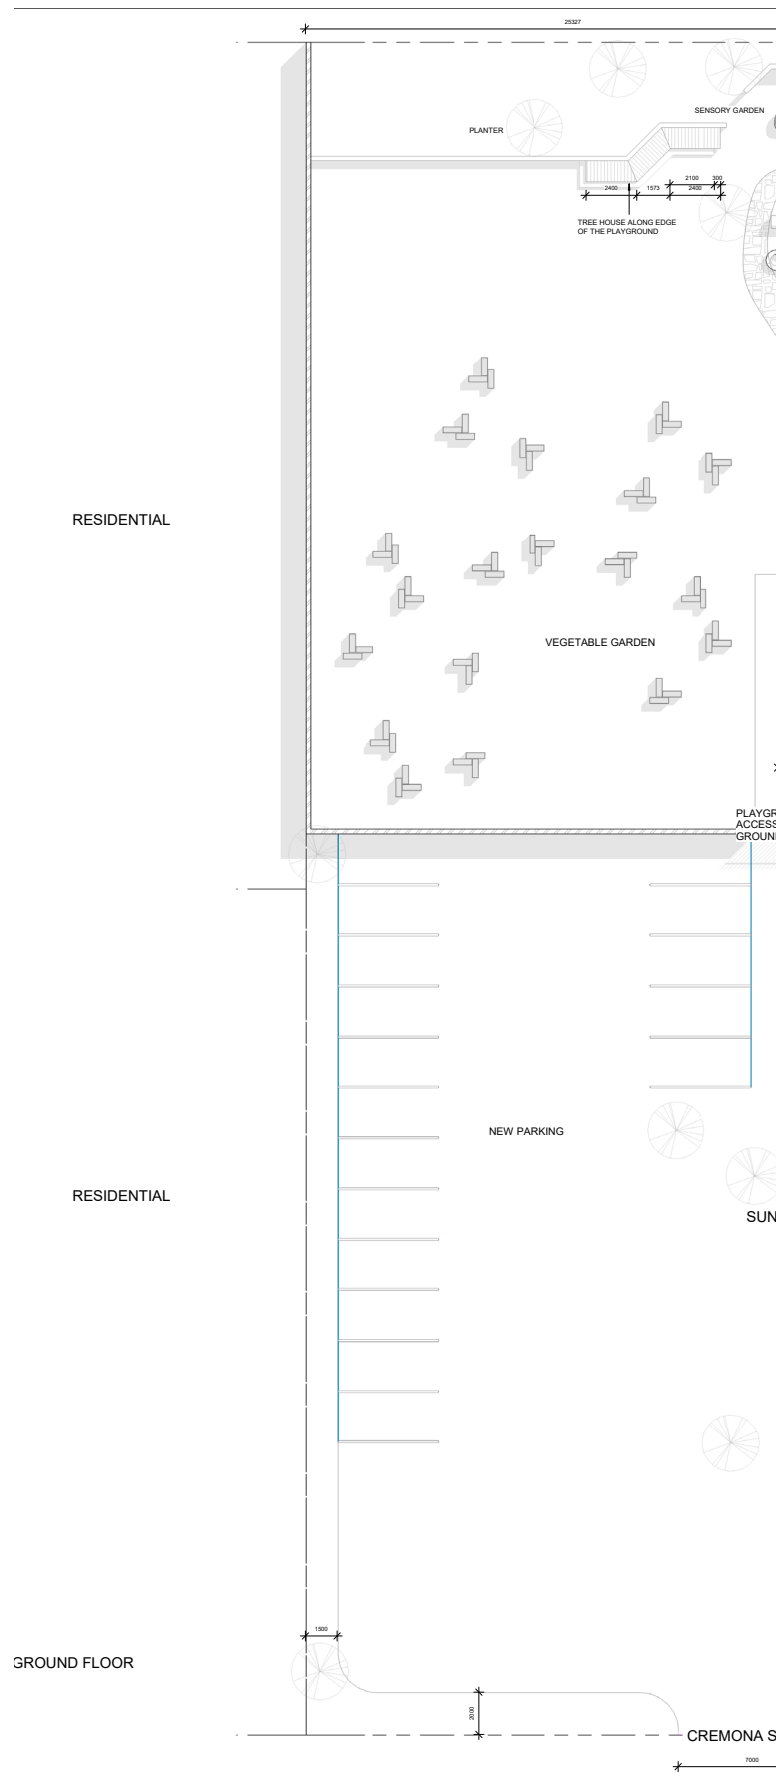 25327
SENSORY GARDEN
PLANTER
2100 300
2400 1573 2400
TREE HOUSE ALONG EDGE
OF THE PLAYGROUND
RESIDENTIAL
VEGETABLE GARDEN
PLAYGR
ACCESS
GROUN
NEW PARKING
RESIDENTIAL
SUN
1500
GROUND FLOOR
2000
CREMONA S
7000